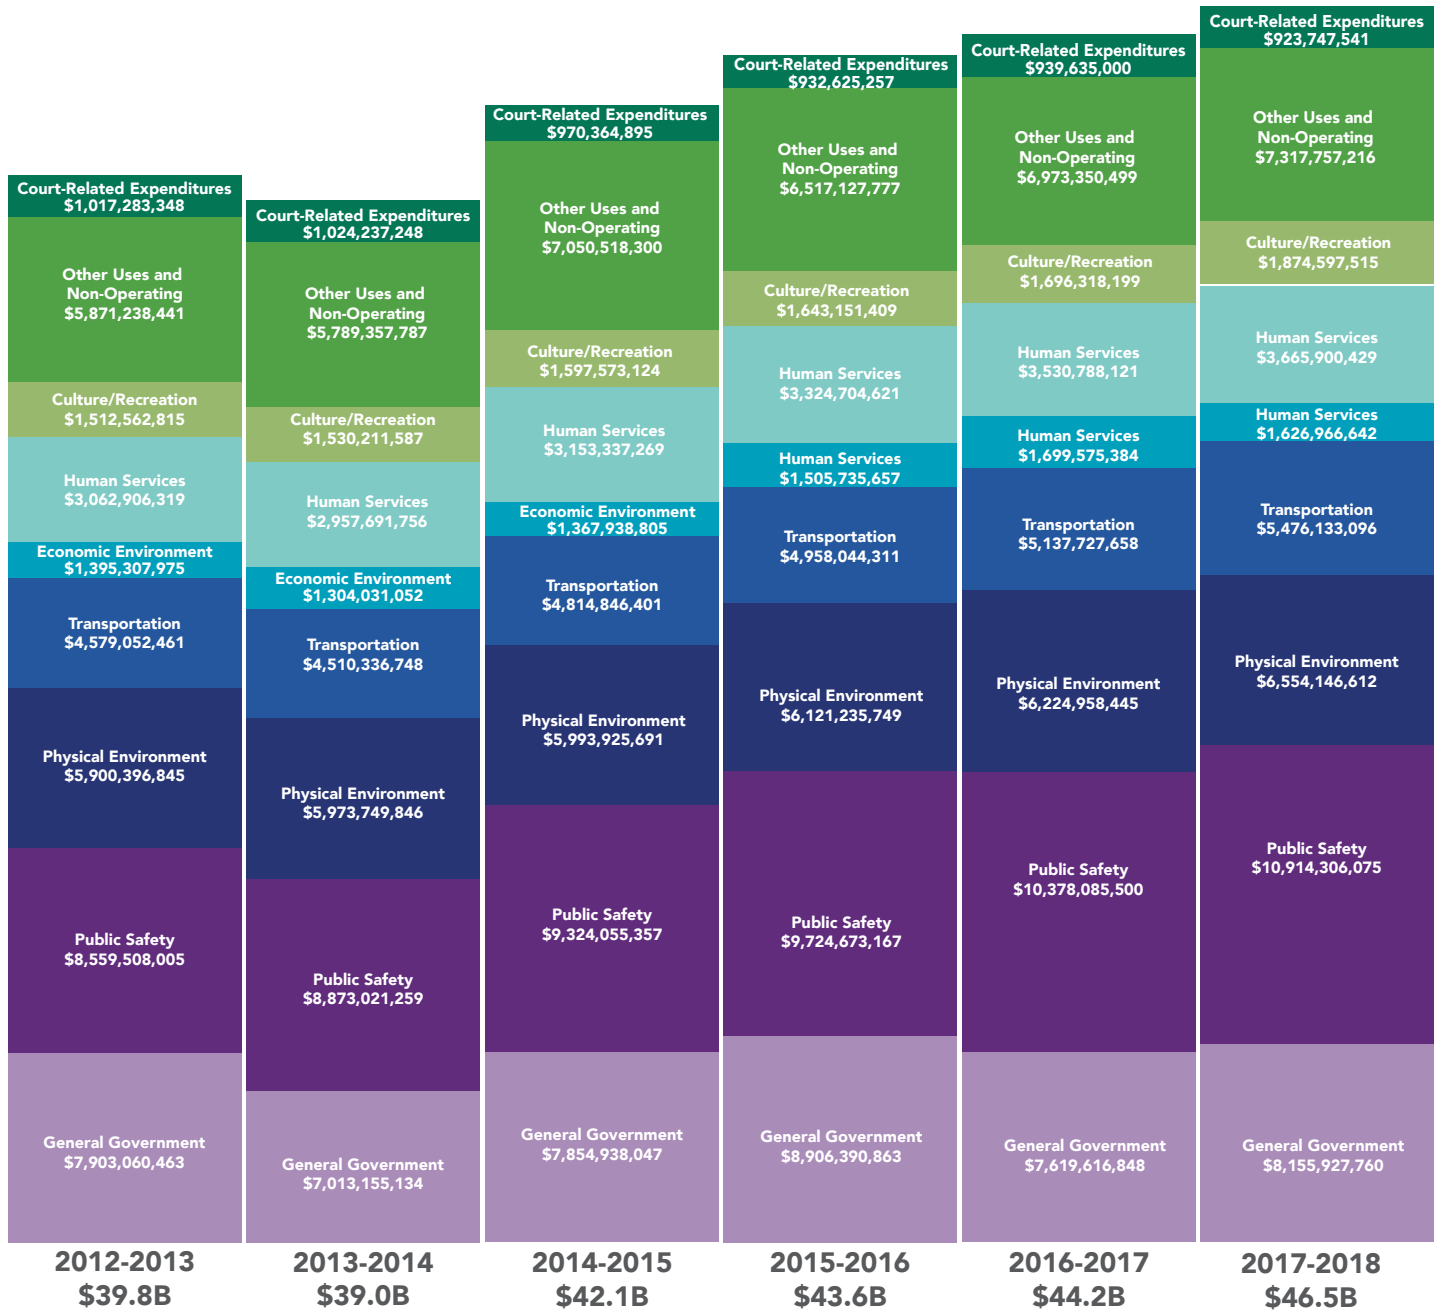 Court-Related Expenditures
$1,017,283,348
Other Uses and
Non-Operating
$5,871,238,441
Culture/Recreation
$1,512,562,815
Human Services
$3,062,906,319
Economic Environment
$1,395,307,975
Transportation
$4,579,052,461
Physical Environment
$5,900,396,845
Public Safety
$8,559,508,005
General Government
$7,903,060,463
2012-2013
$39.8B
Court-Related Expenditures
$1,024,237,248
Other Uses and
Non-Operating
$5,789,357,787
Culture/Recreation
$1,530,211,587
Human Services
$2,957,691,756
Economic Environment
$1,304,031,052
Transportation
$4,510,336,748
Physical Environment
$5,973,749,846
Public Safety
$8,873,021,259
General Government
$7,013,155,134
2013-2014
$39.0B
Court-Related Expenditures
$970,364,895
Other Uses and
Non-Operating
$7,050,518,300
Culture/Recreation
$1,597,573,124
Human Services
$3,153,337,269
Economic Environment
$1,367,938,805
Transportation
$4,814,846,401
Physical Environment
$5,993,925,691
Public Safety
$9,324,055,357
General Government
$7,854,938,047
2014-2015
$42.1B
Court-Related Expenditures
$932,625,257
Other Uses and
Non-Operating
$6,517,127,777
Culture/Recreation
$1,643,151,409
Human Services
$3,324,704,621
Human Services
$1,505,735,657
Transportation
$4,958,044,311
Physical Environment
$6,121,235,749
Public Safety
$9,724,673,167
General Government
$8,906,390,863
2015-2016
$43.6B
Court-Related Expenditures
$939,635,000
Other Uses and
Non-Operating
$6,973,350,499
Culture/Recreation
$1,696,318,199
Human Services
$3,530,788,121
Human Services
$1,699,575,384
Transportation
$5,137,727,658
Physical Environment
$6,224,958,445
Public Safety
$10,378,085,500
General Government
$7,619,616,848
2016-2017
$44.2B
Court-Related Expenditures
$923,747,541
Other Uses and
Non-Operating
$7,317,757,216
Culture/Recreation
$1,874,597,515
Human Services
$3,665,900,429
Human Services
$1,626,966,642
Transportation
$5,476,133,096
Physical Environment
$6,554,146,612
Public Safety
$10,914,306,075
General Government
$8,155,927,760
2017-2018
$46.5B